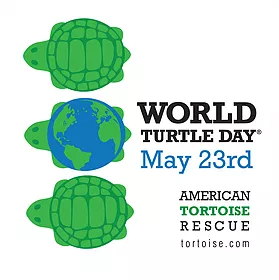 WORLD
TURTLE DAY®
May 23rd
AMERICAN
TORTOISE
RESCUE
tortoise.com